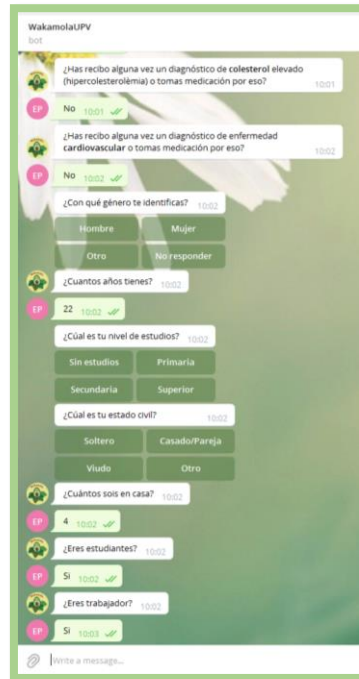 WakamolaUPV
bot
¿Has recibo alguna vez un diagnóstico de colesterol elevado
(hipercolesterolèmia) o tomas medicación por eso?
10:01
EP
No 10:01
¿Has recibo alguna vez un diagnóstico de enfermedad
cardiovascular o tomas medicación por eso?
10:02
EP
No 10:02
¿Con qué género te identificas? 10:02
Hombre Mujer
Otro No responder
¿Cuantos años tienes? 10:02
EP
22 10:02
¿Cúal es tu nivel de estudios? 10:02
Sin estudios Primaria
Secundaria Superior
¿Cúal es tu estado civil? 10:02
Soltero Casado/Pareja
Viudo Otro
¿Cuántos sois en casa? 10:02
EP
4 10:02
¿Eres estudiantes? 10:02
EP
Si 10:02
¿Eres trabajador? 10:02
EP
Si 10:03
Write a message...